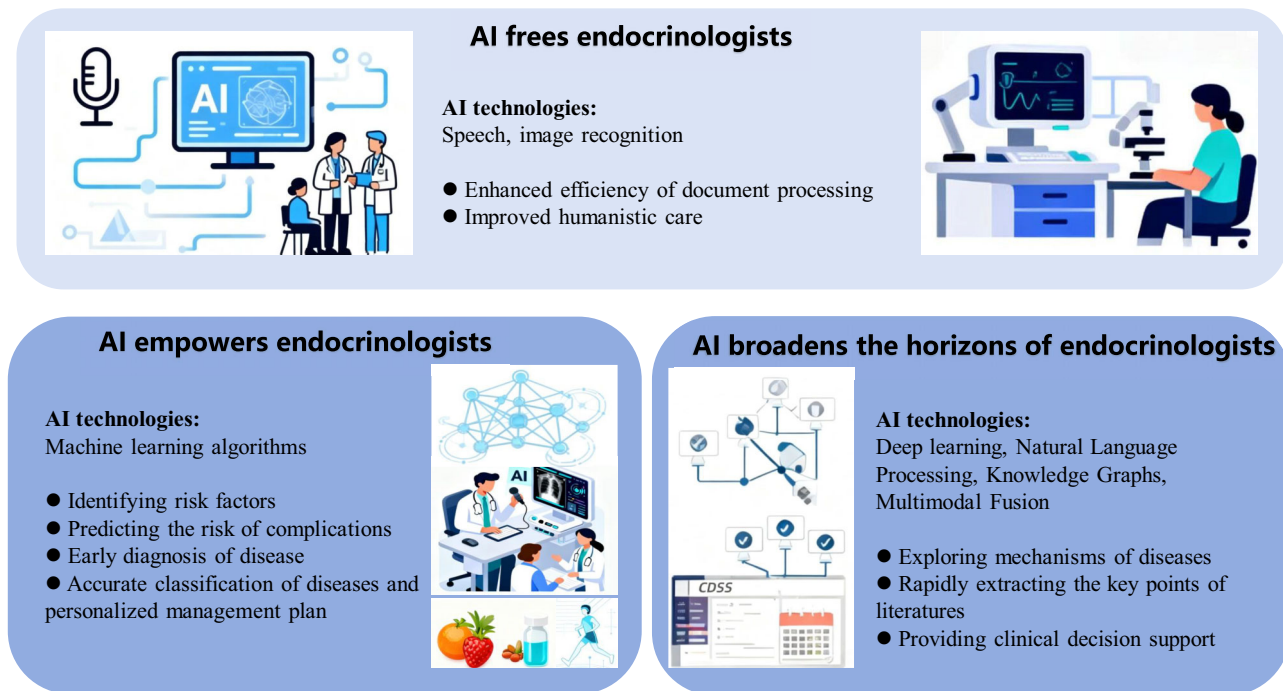 AI frees endocrinologists
AI
AI technologies:
Speech, image recognition
● Enhanced efficiency of document processing
● Improved humanistic care
AI empowers endocrinologists
AI technologies:
Machine learning algorithms
● Identifying risk factors
● Predicting the risk of complications
● Early diagnosis of disease
● Accurate classification of diseases and
personalized management plan
AI
AI broadens the horizons of endocrinologists
AI technologies:
Deep learning, Natural Language
Processing, Knowledge Graphs,
Multimodal Fusion
● Exploring mechanisms of diseases
● Rapidly extracting the key points of
literatures
● Providing clinical decision support
CDSS